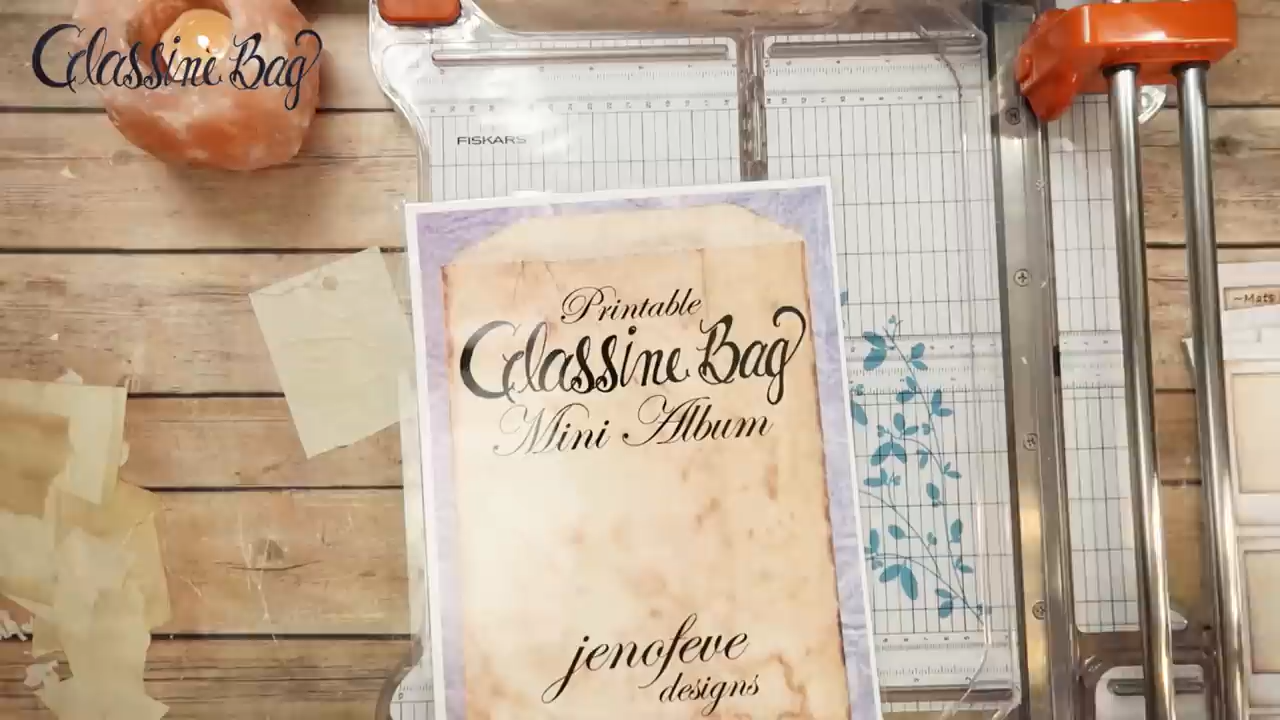 Glassine Bag
FISKARS
Printable
Glassine Bag
Mini Album
jenofeve
designs
~Mats